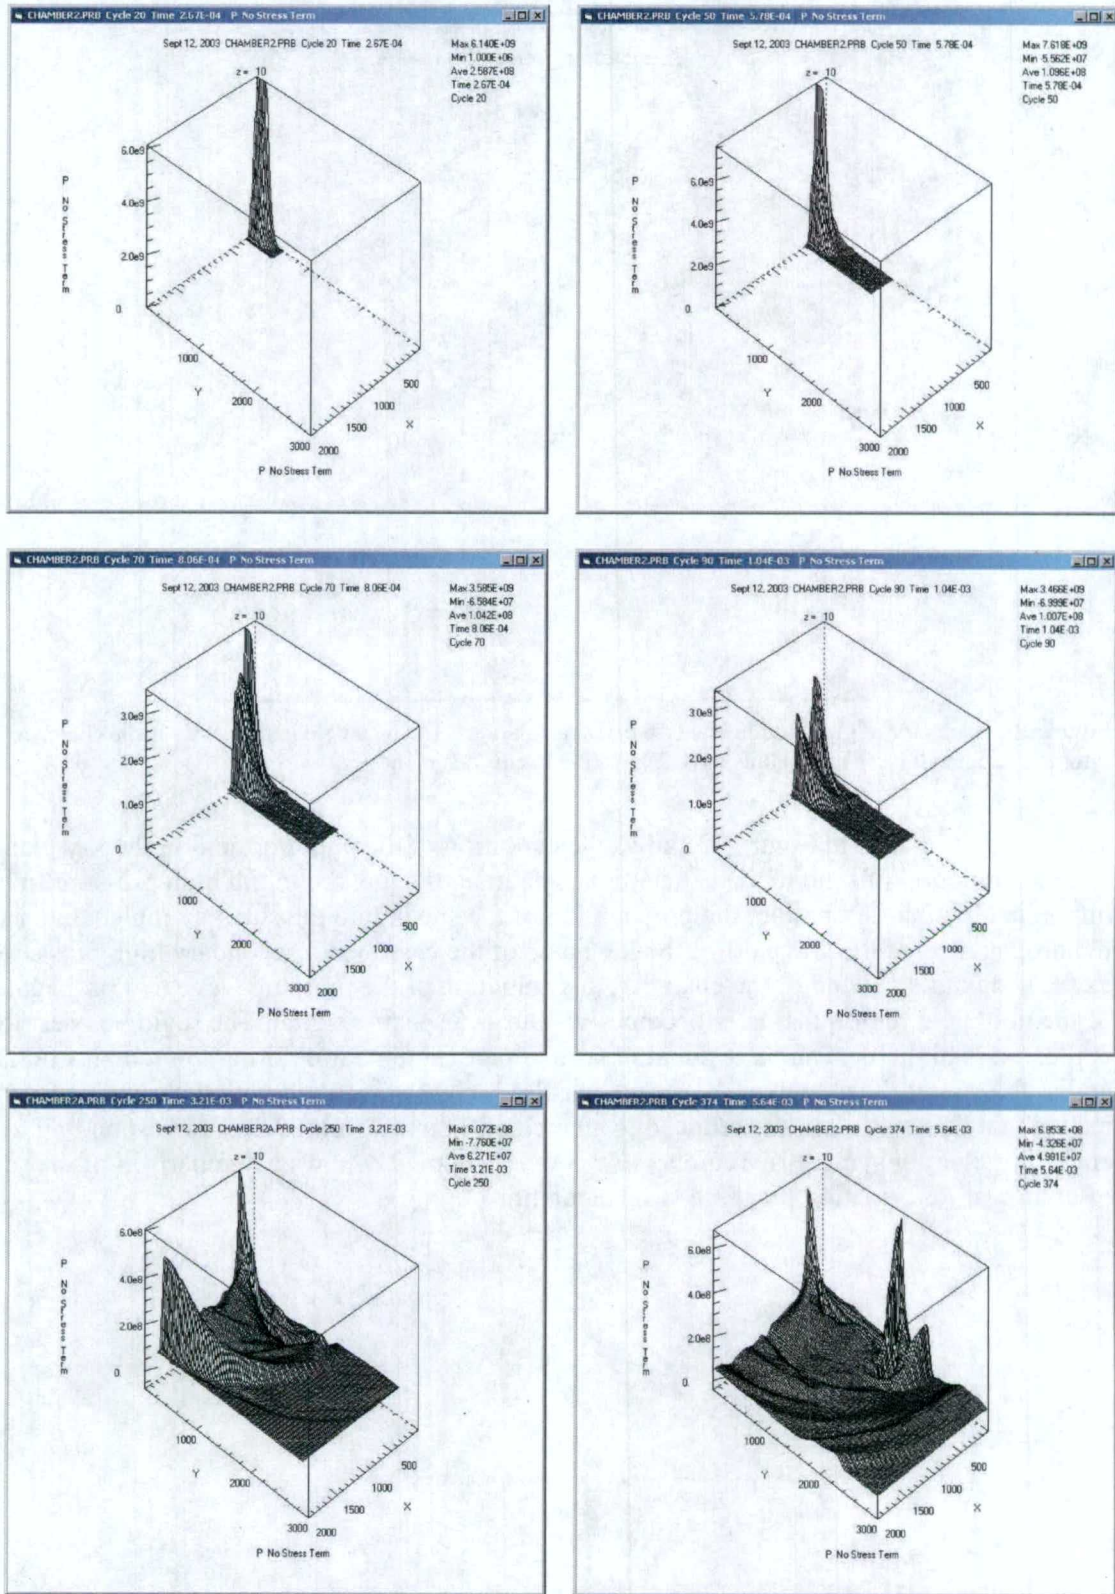 CHAMBER2.PRB Cycle 20 Time 2.67E-04 P No Stress Term
Sept 12, 2003 CHAMBER2.PRB Cycle 20 Time 2.67E-04
Max 6.140E+09
Min 1.000E+06
Ave 2.587E+08
Time 2.67E-04
Cycle 20
z = 10
6.0e9
4.0e9
2.0e9
0.
P No Stress Term
1000
2000
3000
Y
500
1000
1500
2000
X
P No Stress Term
CHAMBER2.PRB Cycle 50 Time 5.78E-04 P No Stress Term
Sept 12, 2003 CHAMBER2.PRB Cycle 50 Time 5.78E-04
Max 7.618E+09
Min -5.562E+07
Ave 1.096E+08
Time 5.78E-04
Cycle 50
z = 10
6.0e9
4.0e9
2.0e9
0.
P No Stress Term
1000
2000
3000
Y
500
1000
1500
2000
X
P No Stress Term
CHAMBER2.PRB Cycle 70 Time 8.06E-04 P No Stress Term
Sept 12, 2003 CHAMBER2.PRB Cycle 70 Time 8.06E-04
Max 3.585E+09
Min -6.584E+07
Ave 1.042E+08
Time 8.06E-04
Cycle 70
z = 10
3.0e9
2.0e9
1.0e9
0.
P No Stress Term
1000
2000
3000
Y
500
1000
1500
2000
X
P No Stress Term
CHAMBER2.PRB Cycle 90 Time 1.04E-03 P No Stress Term
Sept 12, 2003 CHAMBER2.PRB Cycle 90 Time 1.04E-03
Max 3.466E+09
Min -6.999E+07
Ave 1.007E+08
Time 1.04E-03
Cycle 90
z = 10
3.0e9
2.0e9
1.0e9
0.
P No Stress Term
1000
2000
3000
Y
500
1000
1500
2000
X
P No Stress Term
CHAMBER2A.PRB Cycle 250 Time 3.21E-03 P No Stress Term
Sept 12, 2003 CHAMBER2A.PRB Cycle 250 Time 3.21E-03
Max 6.072E+08
Min -7.760E+07
Ave 6.271E+07
Time 3.21E-03
Cycle 250
z = 10
6.0e8
4.0e8
2.0e8
0.
P No Stress Term
1000
2000
3000
Y
500
1000
1500
2000
X
P No Stress Term
CHAMBER2.PRB Cycle 374 Time 5.64E-03 P No Stress Term
Sept 12, 2003 CHAMBER2.PRB Cycle 374 Time 5.64E-03
Max 6.853E+08
Min -4.326E+07
Ave 4.991E+07
Time 5.64E-03
Cycle 374
z = 10
6.0e8
4.0e8
2.0e8
0.
P No Stress Term
1000
2000
3000
Y
500
1000
1500
2000
X
P No Stress Term